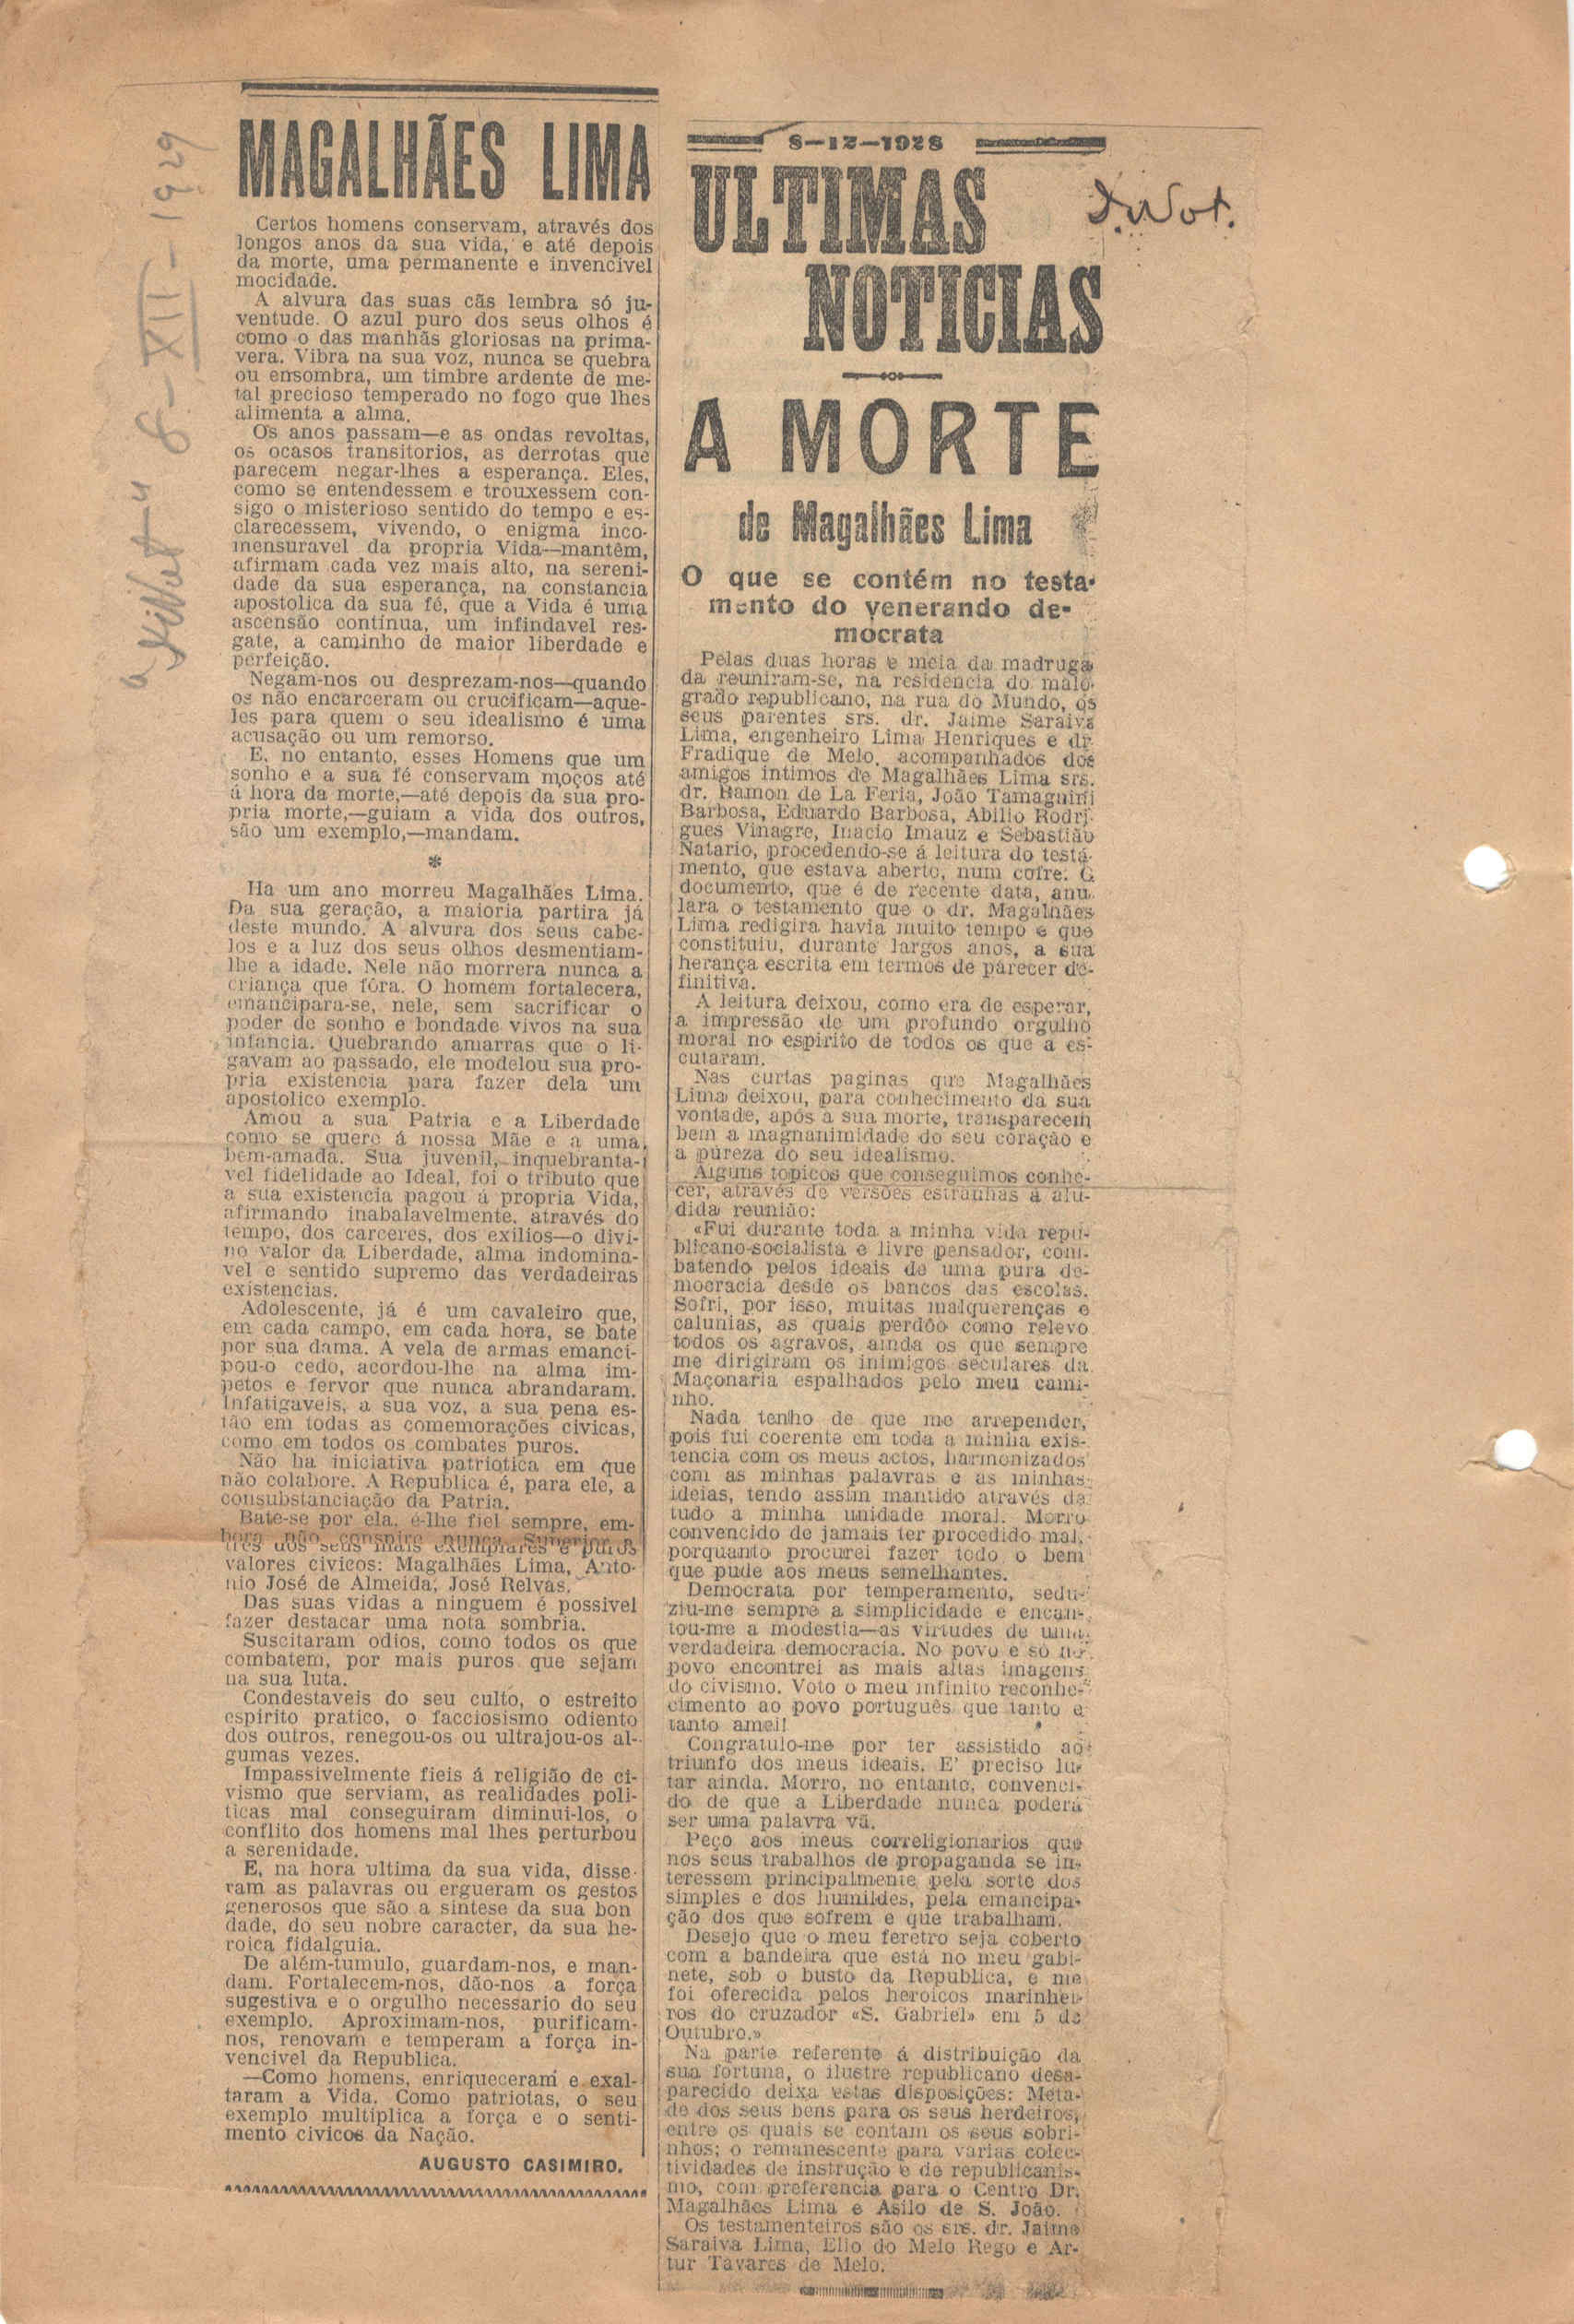 MAGALHÃES LIMA
Certos homens conservam, através dos
longos anos da sua vida, e até depois
da morte, uma permanente e invencivel
mocidade.
A alvura das suas cãs lembra só ju-
ventude. O azul puro dos seus olhos é
como o das manhãs gloriosas na prima-
vera. Vibra na sua voz, nunca se quebra
ou ensombra, um timbre ardente de me-
tal precioso temperado no fogo que lhes
alimenta a alma.
Os anos passam—e as ondas revoltas,
os ocasos transitorios, as derrotas que
parecem negar-lhes a esperança. Eles,
como se entendessem e trouxessem con-
sigo o misterioso sentido do tempo e es-
clarecessem, vivendo, o enigma inco-
mensuravel da propria Vida—mantêm,
afirmam cada vez mais alto, na sereni-
dade da sua esperança, na constancia
apostolica da sua fé, que a Vida é uma
ascensão continua, um infindavel res-
gate, a caminho de maior liberdade e
perfeição.
Negam-nos ou desprezam-nos—quando
os não encarceram ou crucificam—aque-
les para quem o seu idealismo é uma
acusação ou um remorso.
E, no entanto, esses Homens que um
sonho e a sua fé conservam moços até
á hora da morte,—até depois da sua pro-
pria morte,—guiam a vida dos outros,
são um exemplo,—mandam.
*
Ha um ano morreu Magalhães Lima.
Da sua geração, a maioria partira já
deste mundo. A alvura dos seus cabe-
los e a luz dos seus olhos desmentiam-
lhe a idade. Nele não morrera nunca a
criança que fôra. O homem fortalecera,
emancipara-se, nele, sem sacrificar o
poder de sonho e bondade vivos na sua
infancia. Quebrando amarras que o li-
gavam ao passado, ele modelou sua pro-
pria existencia para fazer dela um
apostolico exemplo.
Amou a sua Patria e a Liberdade
como se quere á nossa Mãe e a uma
bem-amada. Sua juvenil, inquebranta-
vel fidelidade ao Ideal, foi o tributo que
a sua existencia pagou á propria Vida,
afirmando inabalavelmente, através do
tempo, dos carceres, dos exilios—o divi-
no valor da Liberdade, alma indomina-
vel e sentido supremo das verdadeiras
existencias.
Adolescente, já é um cavaleiro que,
em cada campo, em cada hora, se bate
por sua dama. A vela de armas emanci-
pou-o cedo, acordou-lhe na alma im-
petos e fervor que nunca abrandaram.
Infatigaveis, a sua voz, a sua pena es-
tão em todas as comemorações civicas,
como em todos os combates puros.
Não ha iniciativa patriotica em que
não colabore. A Republica é, para ele, a
consubstanciação da Patria.
Bate-se por ela, é-lhe fiel sempre, em-
bora não conspire nunca. Superior a
tres dos seus mais exemplares e puros
valores civicos: Magalhães Lima, Anto-
nio José de Almeida, José Relvas.
Das suas vidas a ninguem é possivel
fazer destacar uma nota sombria.
Suscitaram odios, como todos os que
combatem, por mais puros que sejam
na sua luta.
Condestaveis do seu culto, o estreito
espirito pratico, o facciosismo odiento
dos outros, renegou-os ou ultrajou-os al-
gumas vezes.
Impassivelmente fieis á religião de ci-
vismo que serviam, as realidades poli-
ticas mal conseguiram diminui-los, o
conflito dos homens mal lhes perturbou
a serenidade.
E, na hora ultima da sua vida, disse-
ram as palavras ou ergueram os gestos
generosos que são a sintese da sua bon
dade, do seu nobre caracter, da sua he-
roica fidalguia.
De além-tumulo, guardam-nos, e man-
dam. Fortalecem-nos, dão-nos a força
sugestiva e o orgulho necessario do seu
exemplo. Aproximam-nos, purificam-
nos, renovam e temperam a força in-
vencivel da Republica.
—Como homens, enriqueceram e exal-
taram a Vida. Como patriotas, o seu
exemplo multiplica a força e o senti-
mento civicos da Nação.
AUGUSTO CASIMIRO.
8-XII-1929
8—12—1928
ULTIMAS
NOTICIAS
D. Not.
A MORTE
de Magalhães Lima
O que se contém no testa-
mento do venerando de-
mocrata
Pelas duas horas e meia da madruga
da reuniram-se, na residencia do malo-
grado republicano, na rua do Mundo, os
seus parentes srs. dr. Jaime Saraiva
Lima, engenheiro Lima Henriques e dr.
Fradique de Melo, acompanhados dos
amigos intimos de Magalhães Lima srs.
dr. Ramon de La Feria, João Tamagnini
Barbosa, Eduardo Barbosa, Abilio Rodri-
gues Vinagre, Inacio Imauz e Sebastião
Natario, procedendo-se á leitura do testa-
mento, que estava aberto, num cofre. O
documento, que é de recente data, anu-
lara o testamento que o dr. Magalhães
Lima redigira havia muito tempo e que
constituiu, durante largos anos, a sua
herança escrita em termos de parecer de-
finitiva.
A leitura deixou, como era de esperar,
a impressão de um profundo orgulho
moral no espirito de todos os que a es-
cutaram.
Nas curtas paginas que Magalhães
Lima deixou, para conhecimento da sua
vontade, após a sua morte, transparecem
bem a magnanimidade do seu coração e
a pureza do seu idealismo.
Alguns topicos que conseguimos conhe-
cer, através de versões estranhas á alu-
dida reunião:
«Fui durante toda a minha vida repu-
blicano-socialista e livre pensador, com-
batendo pelos ideais de uma pura de-
mocracia desde os bancos das escolas.
Sofri, por isso, muitas malquerenças e
calunias, as quais perdôo como relevo
todos os agravos, ainda os que sempre
me dirigiram os inimigos seculares da
Maçonaria espalhados pelo meu cami-
nho.
Nada tenho de que me arrepender,
pois fui coerente em toda a minha exis-
tencia com os meus actos, harmonizados
com as minhas palavras e as minhas
ideias, tendo assim mantido através de
tudo a minha unidade moral. Morro
convencido de jamais ter procedido mal,
porquanto procurei fazer todo o bem
que pude aos meus semelhantes.
Democrata por temperamento, sedu-
ziu-me sempre a simplicidade e encan-
tou-me a modestia—as virtudes de uma
verdadeira democracia. No povo e só no
povo encontrei as mais altas imagens
do civismo. Voto o meu infinito reconhe-
cimento ao povo português que tanto e
tanto amei!
Congratulo-me por ter assistido ao
triunfo dos meus ideais. E' preciso lu-
tar ainda. Morro, no entanto, convenci-
do de que a Liberdade nunca poderá
ser uma palavra vã.
Peço aos meus correligionarios que
nos seus trabalhos de propaganda se in-
teressem principalmente pela sorte dos
simples e dos humildes, pela emancipa-
ção dos que sofrem e que trabalham.
Desejo que o meu feretro seja coberto
com a bandeira que está no meu gabi-
nete, sob o busto da Republica, e me
foi oferecida pelos heroicos marinhei-
ros do cruzador «S. Gabriel» em 5 de
Outubro.»
Na parte referente á distribuição da
sua fortuna, o ilustre republicano desa-
parecido deixa estas disposições: Meta-
de dos seus bens para os seus herdeiros,
entre os quais se contam os seus sobri-
nhos; o remanescente para varias colec-
tividades de instrução e de republicanis-
mo, com preferencia para o Centro Dr.
Magalhães Lima e Asilo de S. João.
Os testamenteiros são os srs. dr. Jaime
Saraiva Lima, Elio do Melo Rego e Ar-
tur Tavares de Melo.